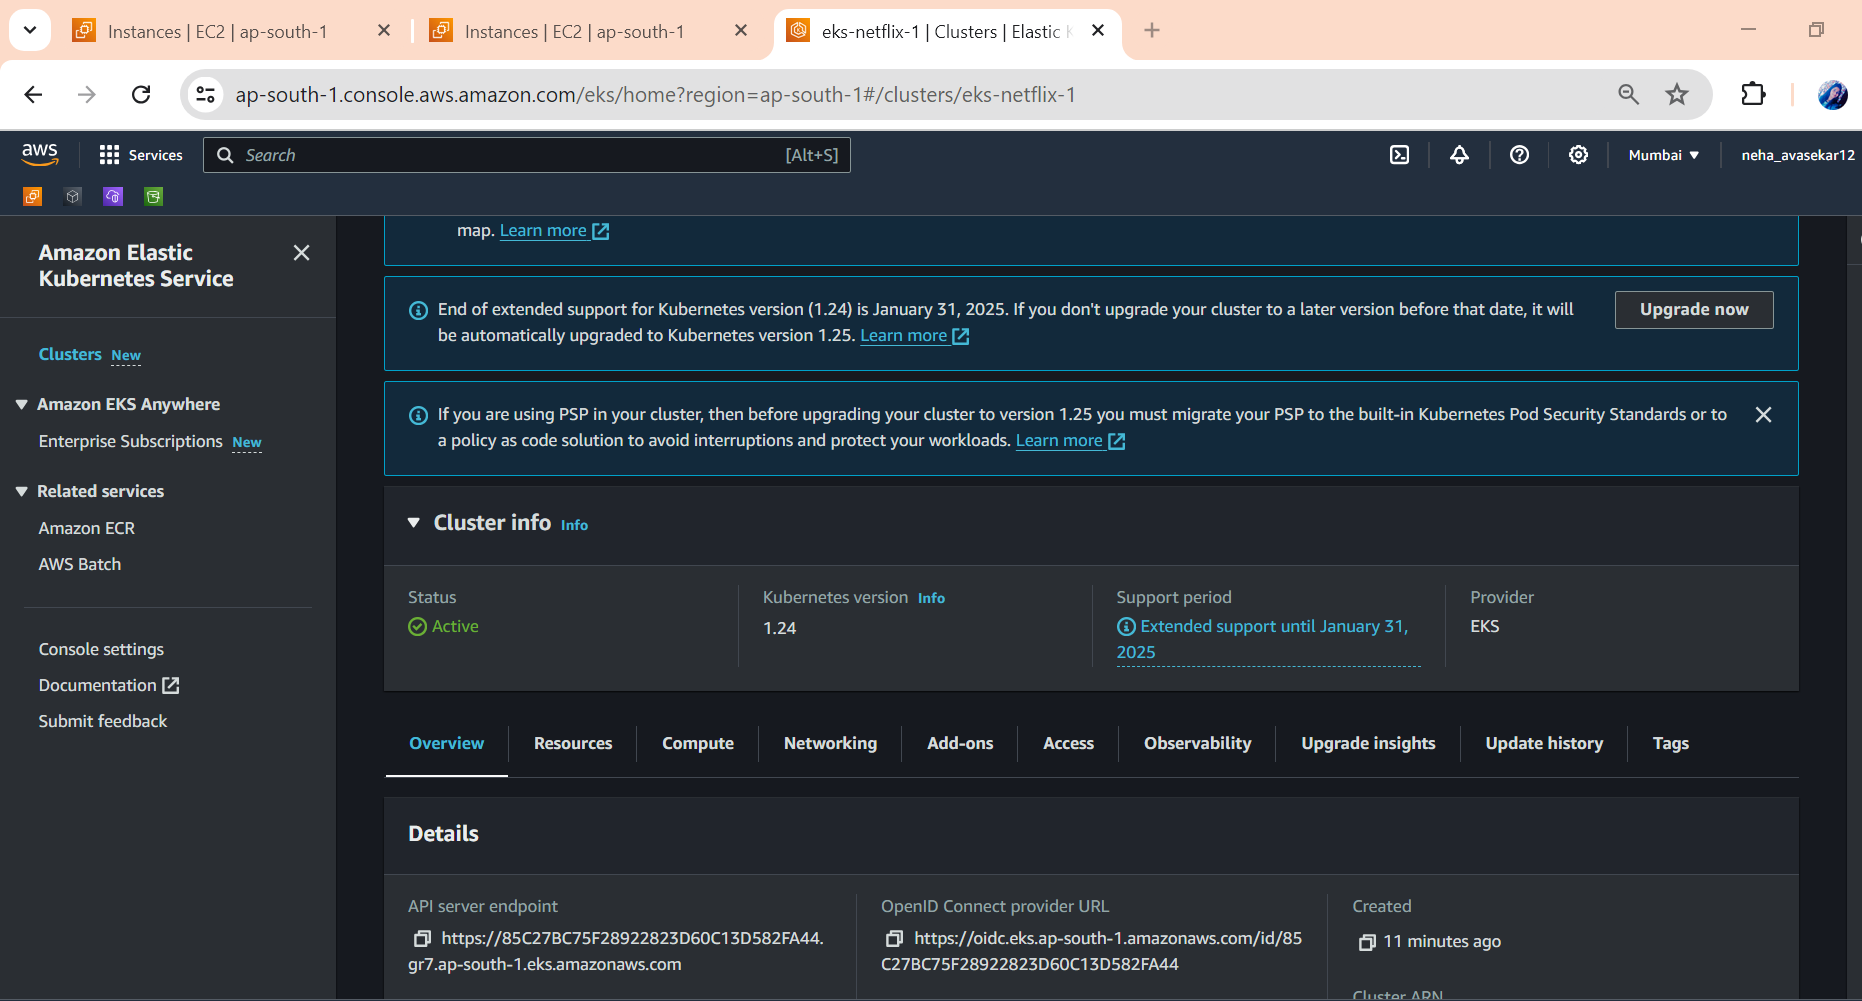 Instances | EC2 | ap-south-1
Instances | EC2 | ap-south-1
eks-netflix-1 | Clusters | Elastic
ap-south-1.console.aws.amazon.com/eks/home?region=ap-south-1#/clusters/eks-netflix-1
aws
Services
Search
[Alt+S]
Mumbai
neha_avasekar12
Amazon Elastic
Kubernetes Service
Clusters New
Amazon EKS Anywhere
Enterprise Subscriptions New
Related services
Amazon ECR
AWS Batch
Console settings
Documentation
Submit feedback
map. Learn more
End of extended support for Kubernetes version (1.24) is January 31, 2025. If you don't upgrade your cluster to a later version before that date, it will
be automatically upgraded to Kubernetes version 1.25. Learn more
Upgrade now
If you are using PSP in your cluster, then before upgrading your cluster to version 1.25 you must migrate your PSP to the built-in Kubernetes Pod Security Standards or to
a policy as code solution to avoid interruptions and protect your workloads. Learn more
Cluster info Info
Status
Active
Kubernetes version Info
1.24
Support period
Extended support until January 31,
2025
Provider
EKS
Overview
Resources
Compute
Networking
Add-ons
Access
Observability
Upgrade insights
Update history
Tags
Details
API server endpoint
https://85C27BC75F28922823D60C13D582FA44.
gr7.ap-south-1.eks.amazonaws.com
OpenID Connect provider URL
https://oidc.eks.ap-south-1.amazonaws.com/id/85
C27BC75F28922823D60C13D582FA44
Created
11 minutes ago
Cluster ARN